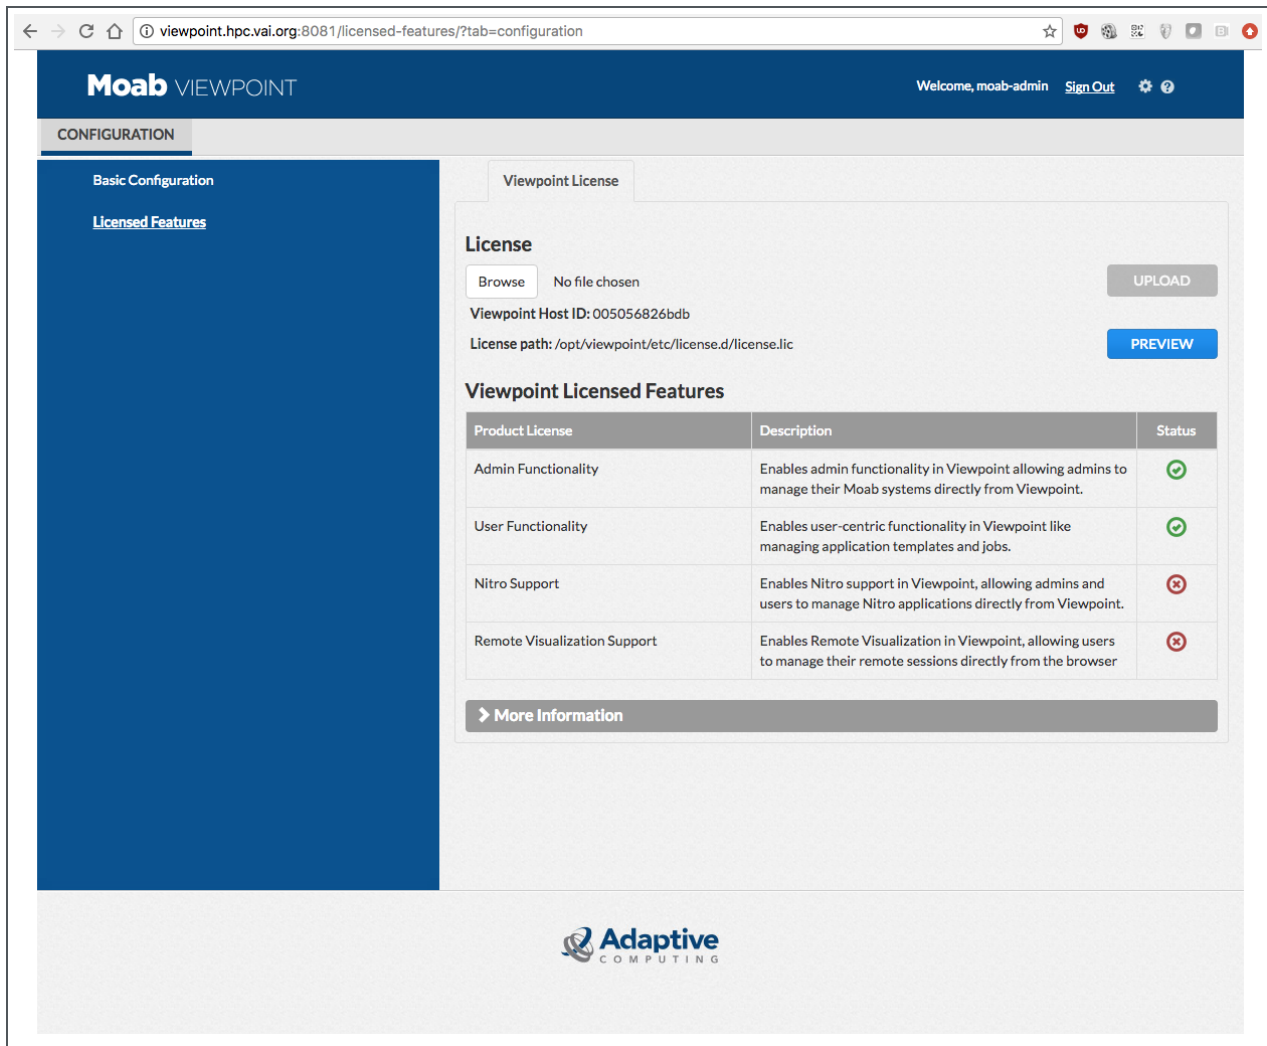 viewpoint.hpc.vai.org:8081/licensed-features/?tab=configuration
Moab VIEWPOINT
Welcome, moab-admin Sign Out
CONFIGURATION
Basic Configuration
Licensed Features
Viewpoint License
License
Browse No file chosen
UPLOAD
Viewpoint Host ID: 005056826bdb
License path: /opt/viewpoint/etc/license.d/license.lic
PREVIEW
Viewpoint Licensed Features
Product License Description Status
Admin Functionality Enables admin functionality in Viewpoint allowing admins to
manage their Moab systems directly from Viewpoint.
User Functionality Enables user-centric functionality in Viewpoint like
managing application templates and jobs.
Nitro Support Enables Nitro support in Viewpoint, allowing admins and
users to manage Nitro applications directly from Viewpoint.
Remote Visualization Support Enables Remote Visualization in Viewpoint, allowing users
to manage their remote sessions directly from the browser
More Information
Adaptive
COMPUTING